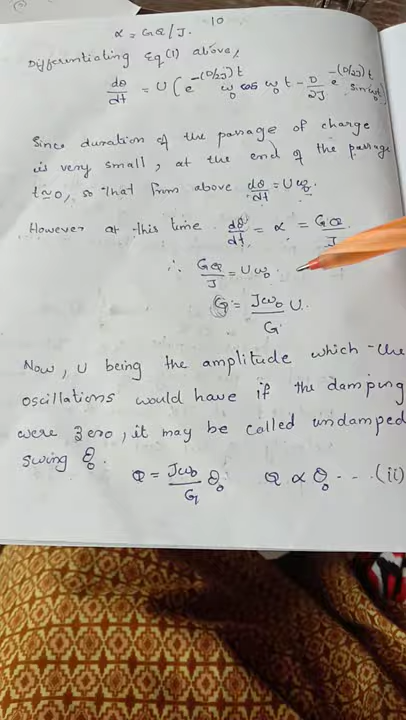 10
α = GQ/J.
Differentiating Eq(1) above,
dθ/dt = U(e^-(D/2J)t ω₀ cos ω₀t - D/2J e^-(D/2J)t sin ω₀t)
Since duration of the passage of charge
is very small, at the end of the passage
t≃0, so that from above dθ/dt = Uω₀.
However at this time dθ/dt = α = GQ/J
∴ GQ/J = Uω₀.
Q = Jω₀/G U.
Now, U being the amplitude which the
oscillations would have if the damping
were zero, it may be called undamped
swing θ₀.
Q = Jω₀/G θ₀ Q α θ₀ --- (ii)